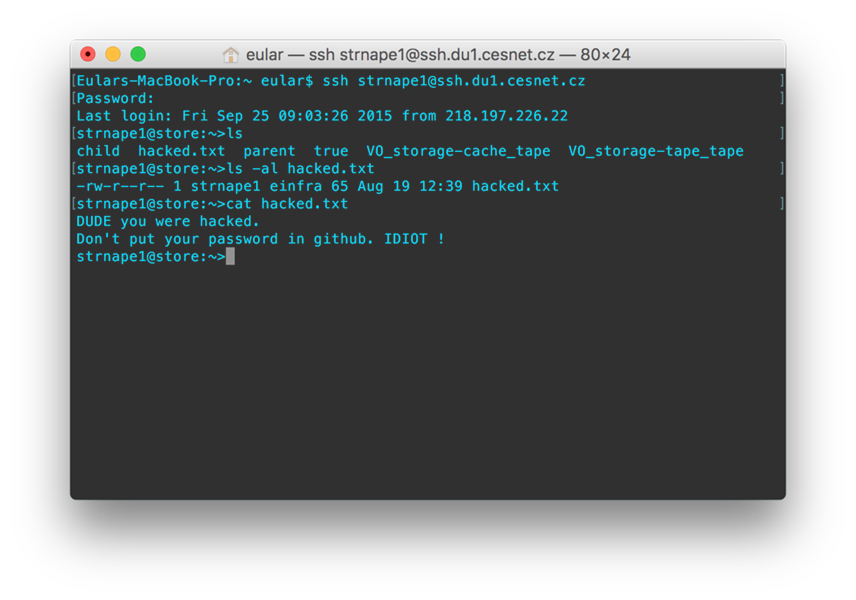 eular — ssh strnape1@ssh.du1.cesnet.cz — 80×24
[Eulars-MacBook-Pro:~ eular$ ssh strnape1@ssh.du1.cesnet.cz ]
[Password: ]
Last login: Fri Sep 25 09:03:26 2015 from 218.197.226.22
[strnape1@store:~>ls ]
child  hacked.txt  parent  true  VO_storage-cache_tape  VO_storage-tape_tape
[strnape1@store:~>ls -al hacked.txt ]
-rw-r--r-- 1 strnape1 einfra 65 Aug 19 12:39 hacked.txt
[strnape1@store:~>cat hacked.txt ]
DUDE you were hacked.
Don't put your password in github. IDIOT !
strnape1@store:~>